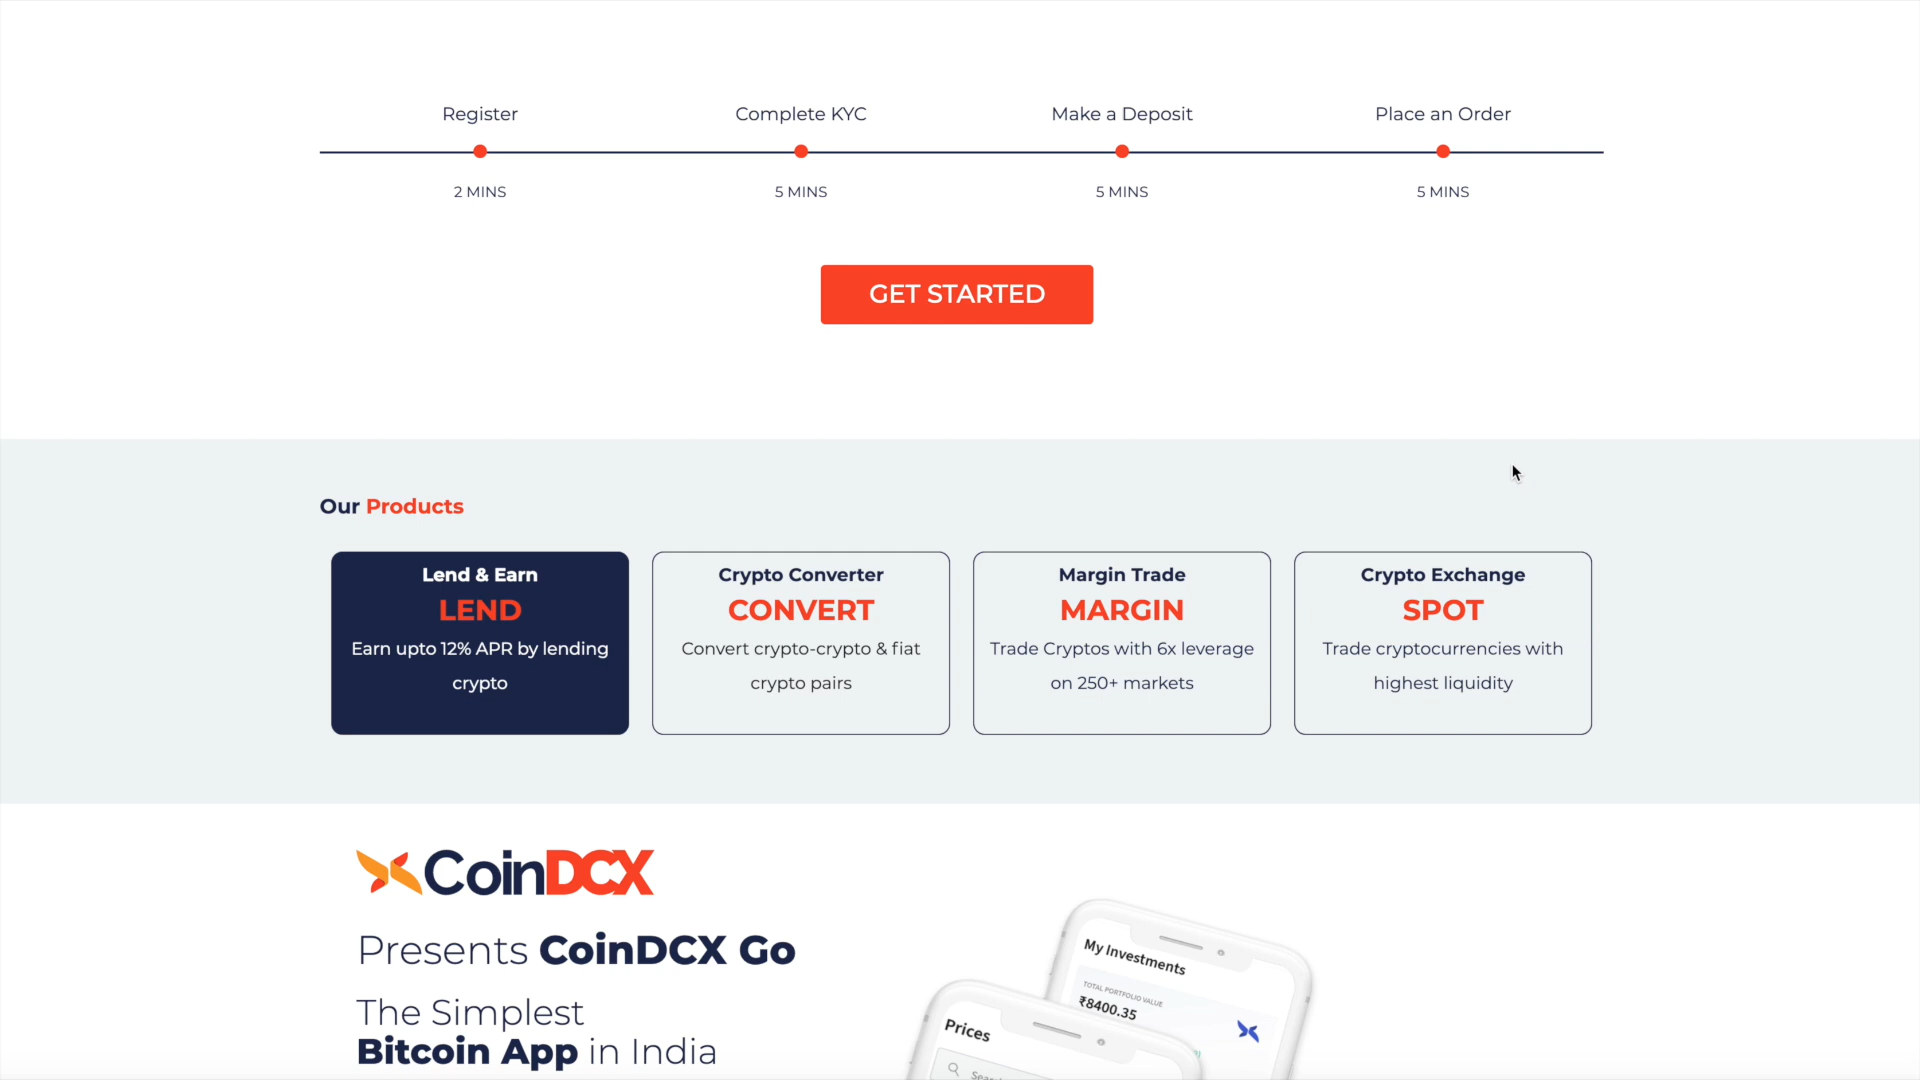 Register
Complete KYC
Make a Deposit
Place an Order
2 MINS
5 MINS
5 MINS
5 MINS
GET STARTED
Our Products
Lend & Earn
LEND
Earn upto 12% APR by lending
crypto
Crypto Converter
CONVERT
Convert crypto-crypto & fiat
crypto pairs
Margin Trade
MARGIN
Trade Cryptos with 6x leverage
on 250+ markets
Crypto Exchange
SPOT
Trade cryptocurrencies with
highest liquidity
CoinDCX
Presents CoinDCX Go
The Simplest
Bitcoin App in India
My Investments
TOTAL PORTFOLIO VALUE
₹8400.35
Prices